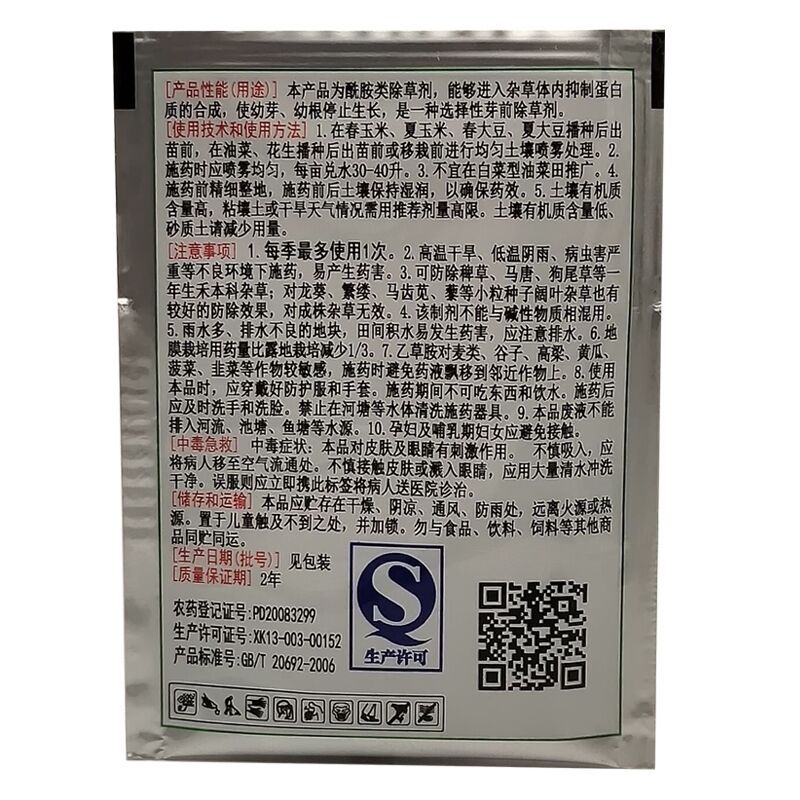 [产品性能(用途)] 本产品为酰胺类除草剂，能够进入杂草体内抑制蛋白
质的合成，使幼芽、幼根停止生长，是一种选择性芽前除草剂。
[使用技术和使用方法] 1.在春玉米、夏玉米、春大豆、夏大豆播种后出
苗前，在油菜、花生播种后出苗前或移栽前进行均匀土壤喷雾处理。2.
施药时应喷雾均匀，每亩兑水30-40升。3.不宜在白菜型油菜田推广。4.
施药前精细整地，施药前后土壤保持湿润，以确保药效。5.土壤有机质
含量高，粘壤土或干旱天气情况需用推荐剂量高限。土壤有机质含量低、
砂质土请减少用量。
[注意事项] 1.每季最多使用1次。2.高温干旱、低温阴雨、病虫害严
重等不良环境下施药，易产生药害。3.可防除稗草、马唐、狗尾草等一
年生禾本科杂草；对龙葵、繁缕、马齿苋、藜等小粒种子阔叶杂草也有
较好的防除效果，对成株杂草无效。4.该制剂不能与碱性物质相混用。
5.雨水多、排水不良的地块，田间积水易发生药害，应注意排水。6.地
膜栽培用药量比露地栽培减少1/3。7.乙草胺对麦类、谷子、高粱、黄瓜、
菠菜、韭菜等作物较敏感，施药时避免药液飘移到邻近作物上。8.使用
本品时，应穿戴好防护服和手套。施药期间不可吃东西和饮水。施药后
应及时洗手和洗脸。禁止在河塘等水体清洗施药器具。9.本品废液不能
排入河流、池塘、鱼塘等水源。10.孕妇及哺乳期妇女应避免接触。
[中毒急救] 中毒症状：本品对皮肤及眼睛有刺激作用。 不慎吸入，应
将病人移至空气流通处。不慎接触皮肤或溅入眼睛，应用大量清水冲洗
干净。误服则应立即携此标签将病人送医院诊治。
[储存和运输] 本品应贮存在干燥、阴凉、通风、防雨处，远离火源或热
源。置于儿童触及不到之处，并加锁。勿与食品、饮料、饲料等其他商
品同贮同运。
[生产日期(批号)] 见包装
[质量保证期] 2年
农药登记证号:PD20083299
生产许可证号:XK13-003-00152
产品标准号:GB/T 20692-2006
生产许可